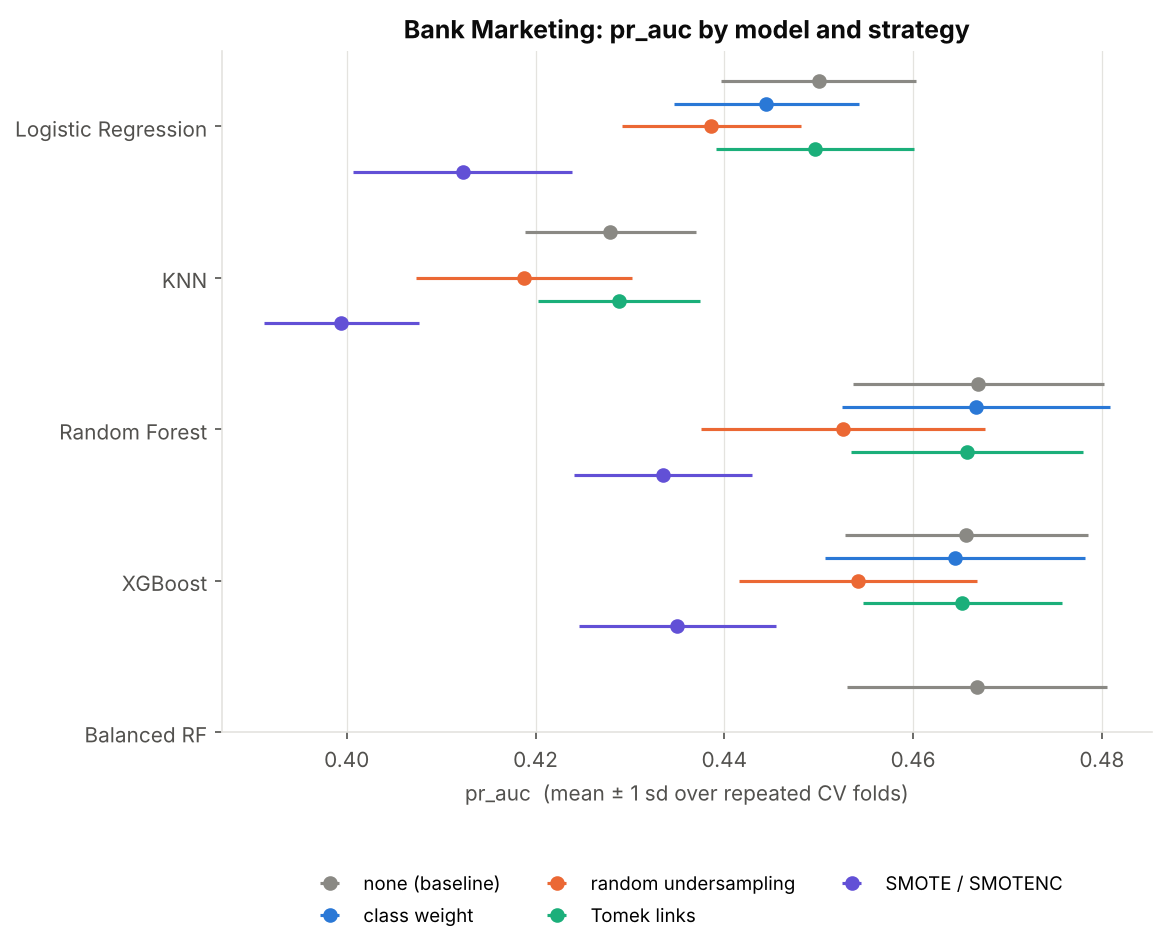 Bank Marketing: pr_auc by model and strategy
Logistic Regression
KNN
Random Forest
XGBoost
Balanced RF
0.40 0.42 0.44 0.46 0.48
pr_auc (mean ± 1 sd over repeated CV folds)
none (baseline) random undersampling SMOTE / SMOTENC
class weight Tomek links